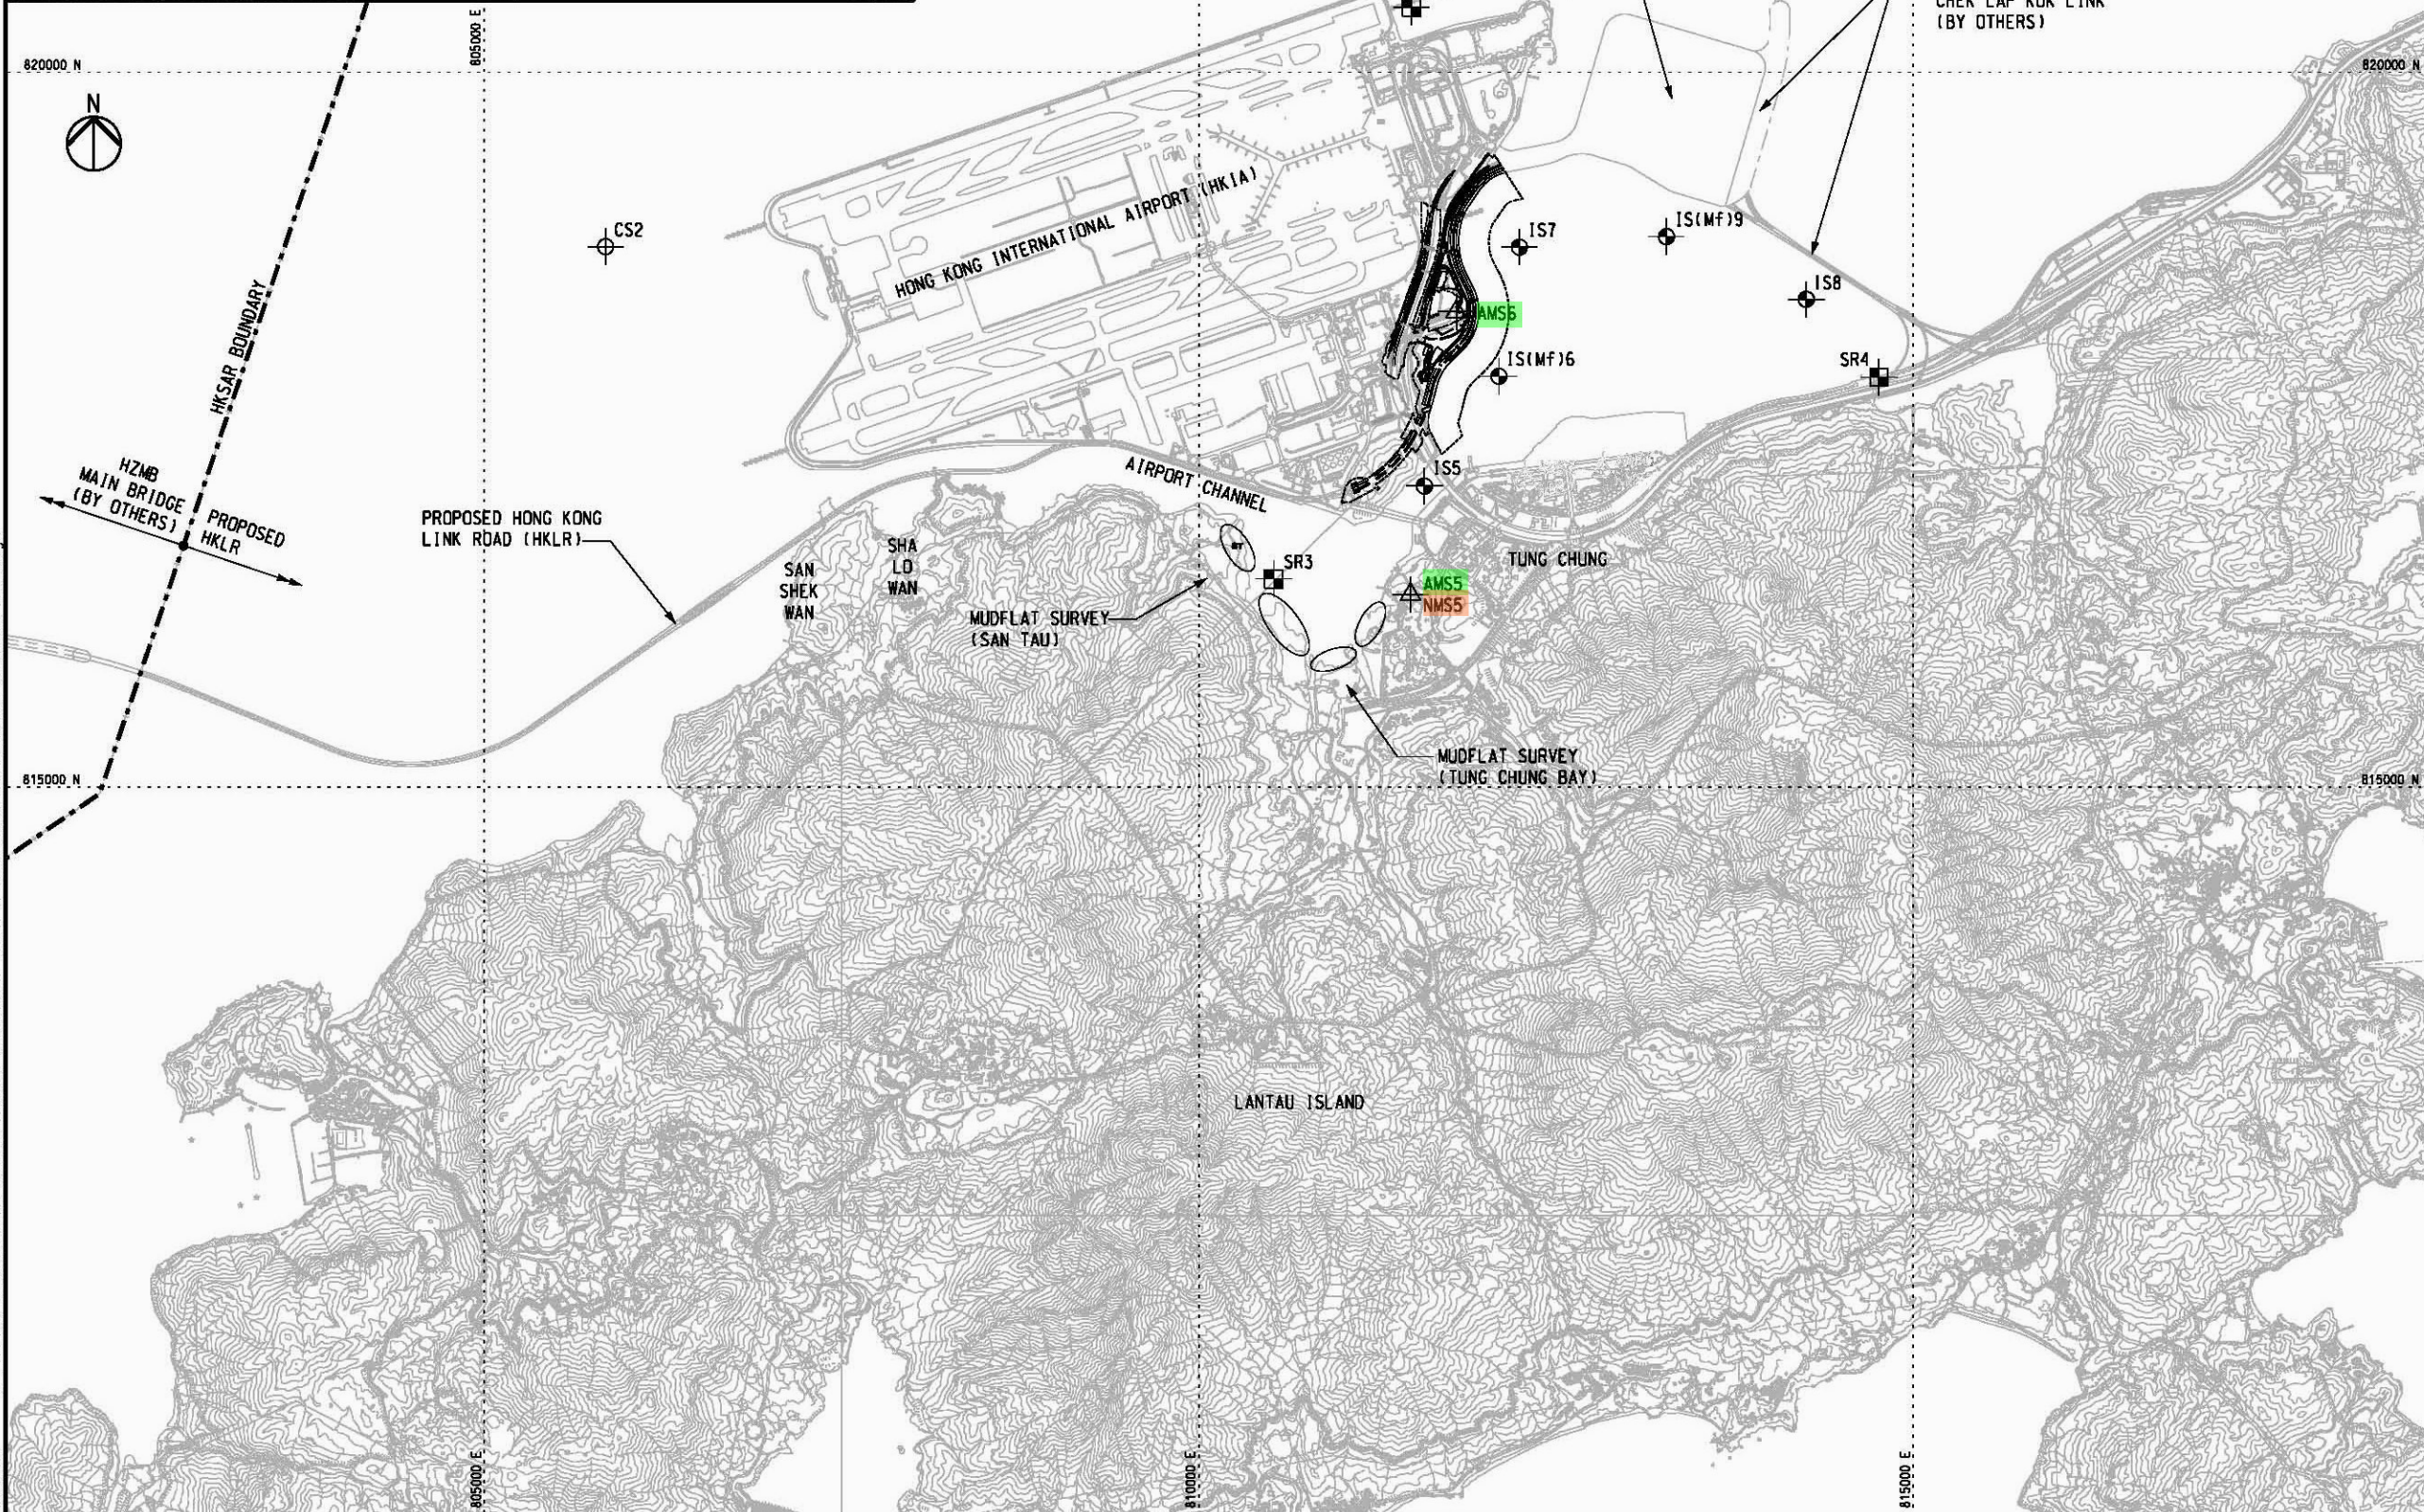 CHEK LAP KOK LINK
(BY OTHERS)
805000 E
820000 N
820000 N
N
HONG KONG INTERNATIONAL AIRPORT (HKIA)
CS2
IS7
IS(Mf)9
IS8
AMS6
IS(Mf)6
SR4
HKSAR BOUNDARY
HZMB
MAIN BRIDGE
(BY OTHERS)
PROPOSED
HKLR
PROPOSED HONG KONG
LINK ROAD (HKLR)
AIRPORT CHANNEL
IS5
SAN
SHEK
WAN
SHA
LO
WAN
SR3
TUNG CHUNG
AMS5
NMS5
MUDFLAT SURVEY
(SAN TAU)
MUDFLAT SURVEY
(TUNG CHUNG BAY)
815000 N
815000 N
LANTAU ISLAND
805000 E
810000 E
815000 E